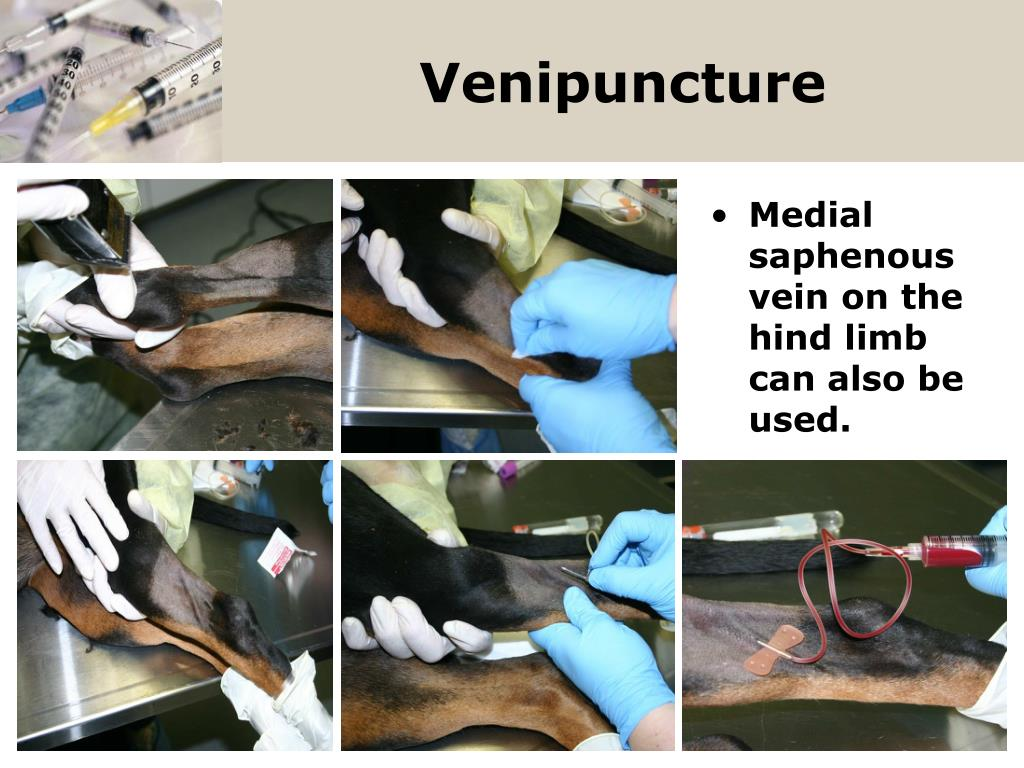 Venipuncture
• Medial
saphenous
vein on the
hind limb
can also be
used.